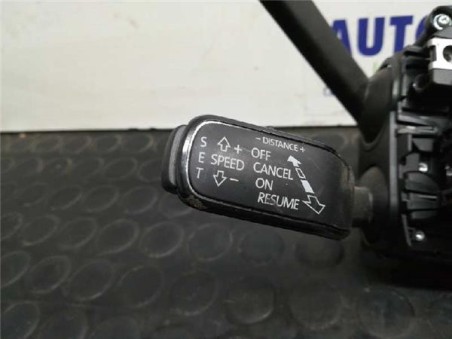 AUTO
- DISTANCE +
S + OFF
E SPEED CANCEL
T - ON
RESUME